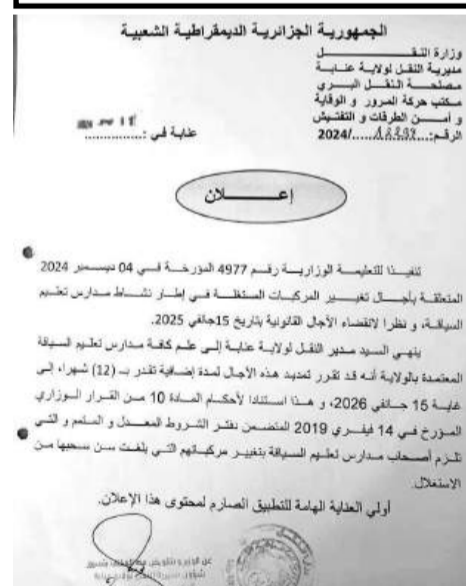 الجمهورية الجزائرية الديمقراطية الشعبية
وزارة النقل
مديرية النقل لولاية عنابة
مصلحة النقل البري
مكتب حركة المرور و الوقاية
و أمن الطرقات و التفتيش
الرقم:...../2024
عنابة في :
إعلان
تنفيذا للتعليمة الوزارية رقم 4977 المؤرخة في 04 ديسمبر 2024
المتعلقة بآجال تغيير المركبات المستغلة في إطار نشاط مدارس تعليم
السياقة، و نظرا لانقضاء الآجال القانونية بتاريخ 15جانفي 2025.
ينهي السيد مدير النقل لولاية عنابة إلى علم كافة مدارس تعليم السياقة
المعتمدة بالولاية أنه قد تقرر تمديد هذه الآجال لمدة إضافية تقدر بـ (12) شهرا، إلى
غاية 15 جانفي 2026، و هذا استنادا لأحكام المادة 10 من القرار الوزاري
المؤرخ في 14 فيفري 2019 المتضمن دفتر الشروط المعدل و المتمم و التي
تلزم أصحاب مدارس تعليم السياقة بتغيير مركباتهم التي بلغت سن سحبها من
الاستغلال.
أولي العناية الهامة للتطبيق الصارم لمحتوى هذا الإعلان.